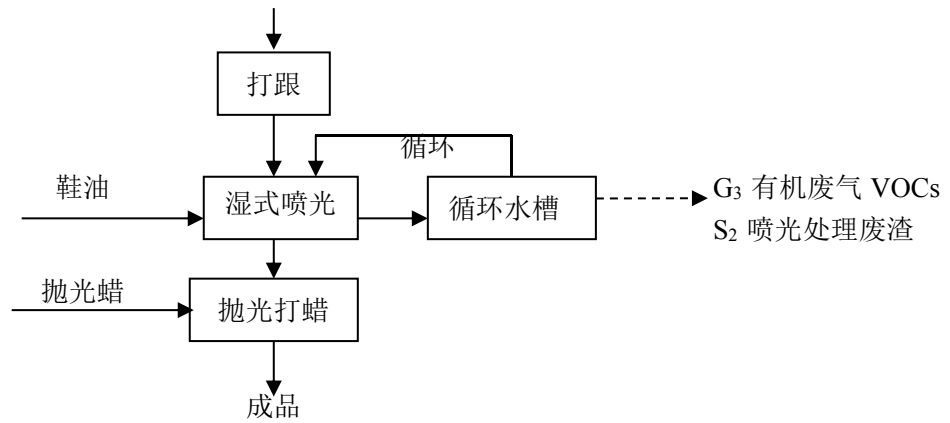 打跟
循环
鞋油
湿式喷光
循环水槽
G₃ 有机废气 VOCs
S₂ 喷光处理废渣
抛光蜡
抛光打蜡
成品